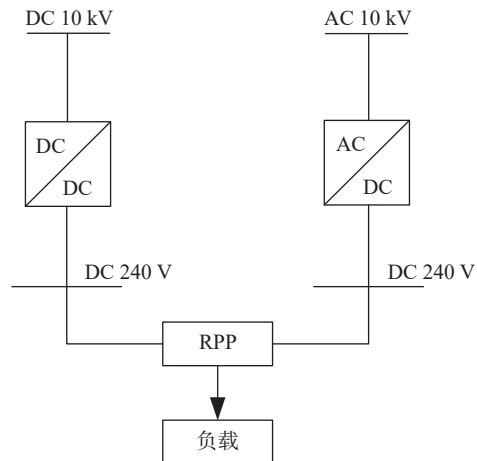 DC 10 kV
AC 10 kV
DC
DC
AC
DC
DC 240 V
DC 240 V
RPP
负载